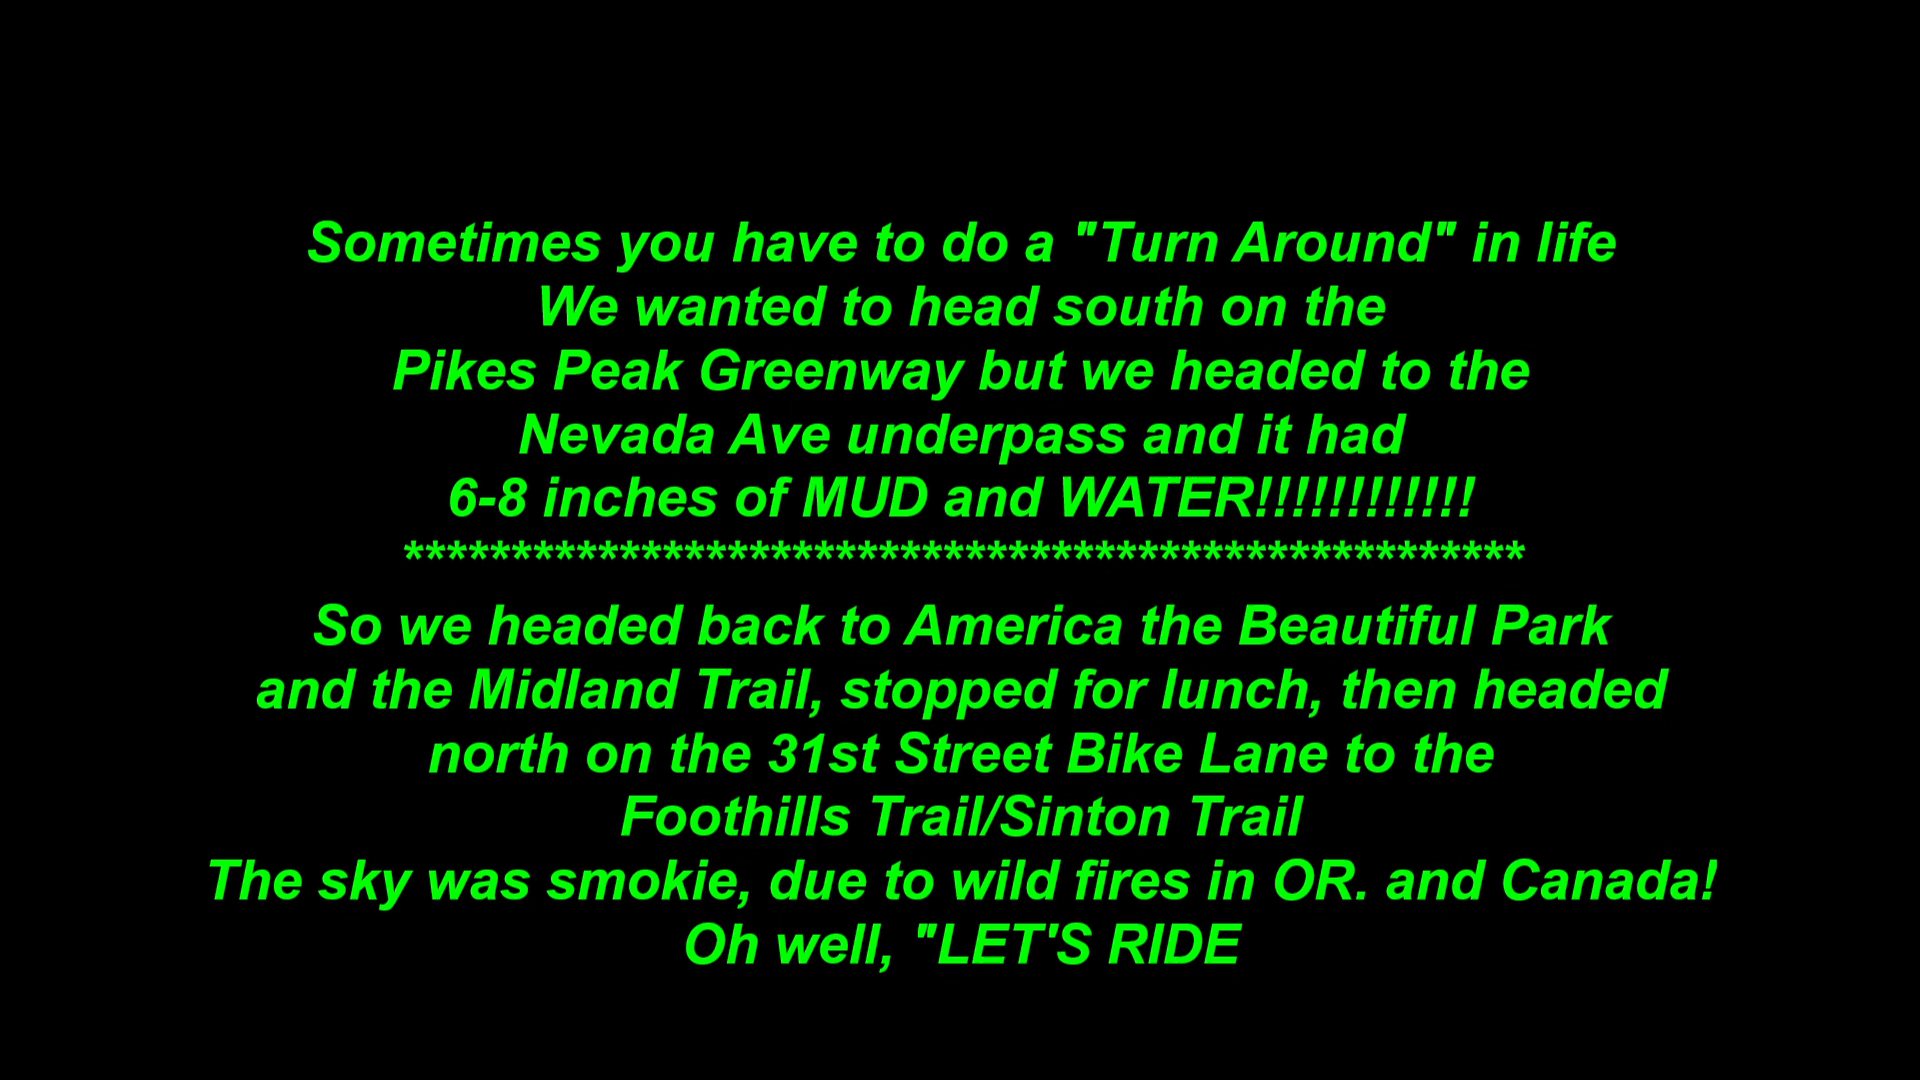 Sometimes you have to do a "Turn Around" in life
We wanted to head south on the
Pikes Peak Greenway but we headed to the
Nevada Ave underpass and it had
6-8 inches of MUD and WATER!!!!!!!!!!!!
****************************************************
So we headed back to America the Beautiful Park
and the Midland Trail, stopped for lunch, then headed
north on the 31st Street Bike Lane to the
Foothills Trail/Sinton Trail
The sky was smokie, due to wild fires in OR. and Canada!
Oh well, "LET'S RIDE